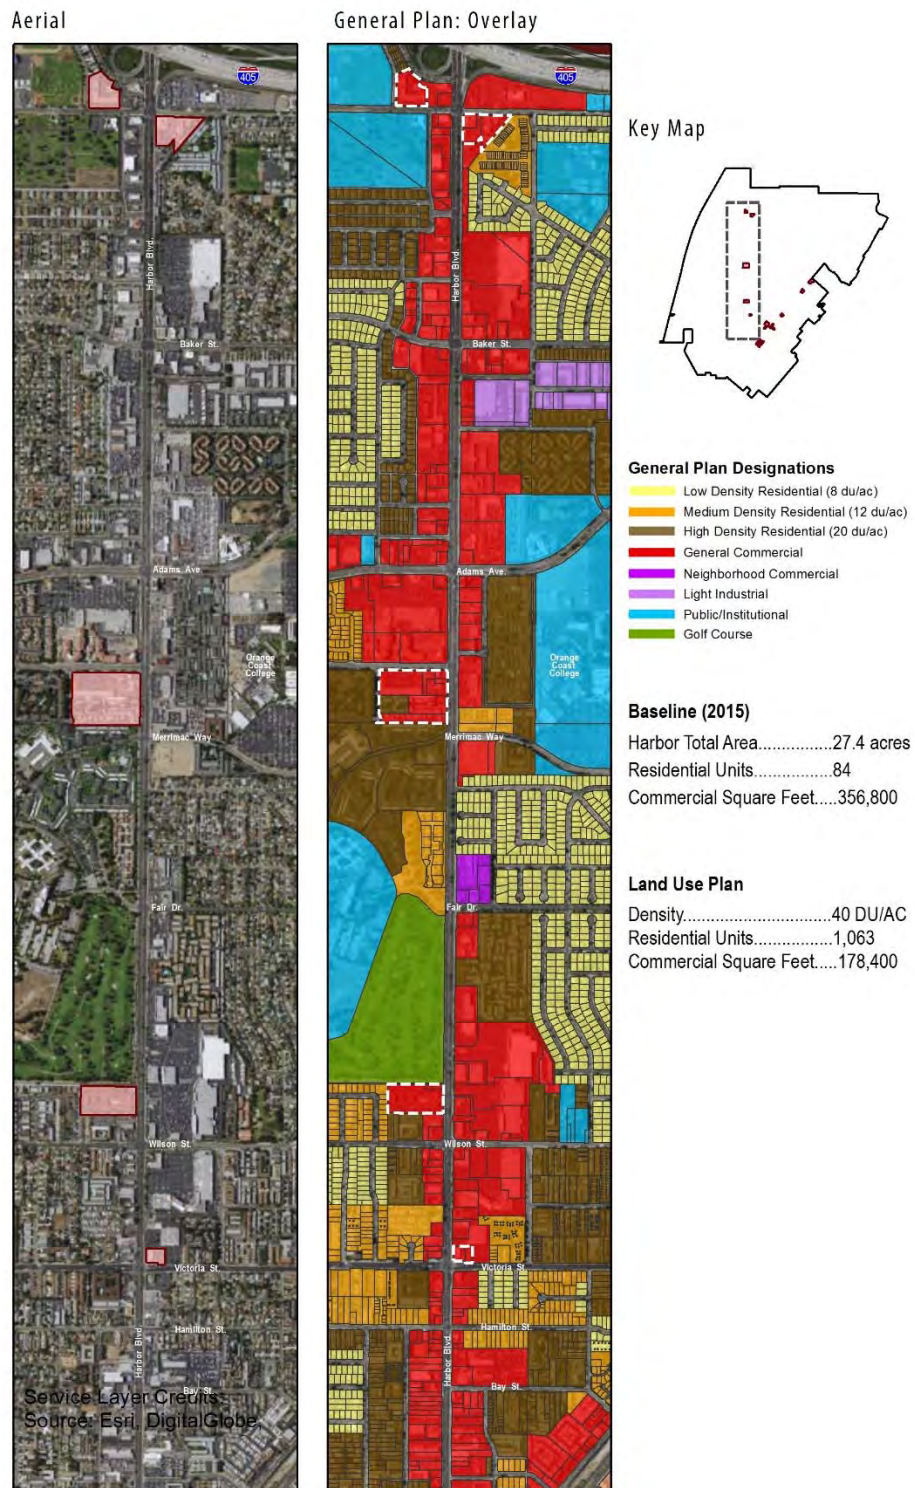 Aerial
405
Harbor Blvd.
Baker St.
Adams Ave.
Orange
Coast
College
Merrimac Way
Fair Dr.
Wilson St.
Victoria St.
Hamilton St.
Harbor Blvd.
Bay St.
Service Layer Credits:
Source: Esri, DigitalGlobe,
General Plan: Overlay
405
Harbor Blvd.
Baker St.
Adams Ave.
Orange
Coast
College
Merrimac Way
Fair Dr.
Wilson St.
Victoria St.
Hamilton St.
Harbor Blvd.
Bay St.
Key Map
General Plan Designations
Low Density Residential (8 du/ac)
Medium Density Residential (12 du/ac)
High Density Residential (20 du/ac)
General Commercial
Neighborhood Commercial
Light Industrial
Public/Institutional
Golf Course
Baseline (2015)
Harbor Total Area...............27.4 acres
Residential Units...............84
Commercial Square Feet.....356,800
Land Use Plan
Density..............................40 DU/AC
Residential Units.................1,063
Commercial Square Feet.....178,400